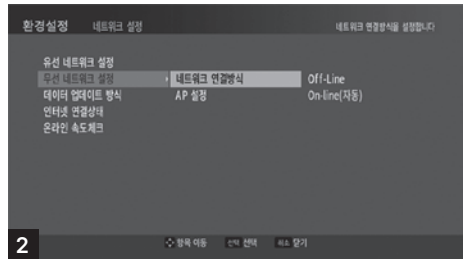 환경설정 네트워크 설정 네트워크 연결방식을 설정합니다
유선 네트워크 설정
무선 네트워크 설정 네트워크 연결방식 Off-Line
데이터 업데이트 방식 AP 설정 On-line(자동)
인터넷 연결상태
온라인 속도체크
2 항목 이동 선택 선택 취소 닫기